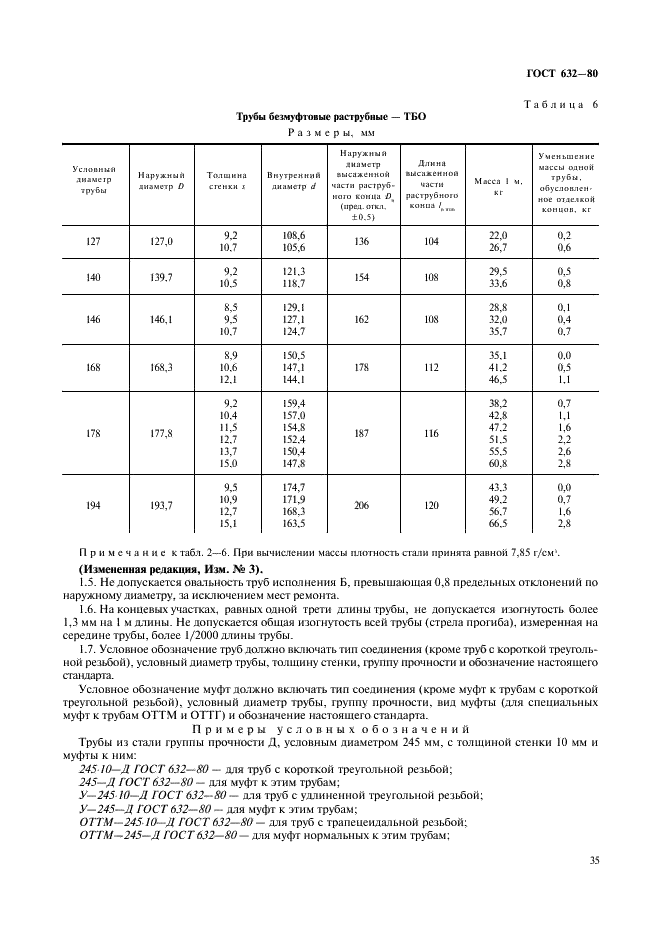 ГОСТ 632—80
Таблица 6
Трубы безмуфтовые раструбные — ТБО
Размеры, мм
Условный диаметр трубы | Наружный диаметр D | Толщина стенки s | Внутренний диаметр d | Наружный диаметр высаженной части раструбного конца Dв (пред. откл. ±0,5) | Длина высаженной части раструбного конца lв min | Масса 1 м, кг | Уменьшение массы одной трубы, обусловленное отделкой концов, кг
127 | 127,0 | 9,2 | 108,6 | 136 | 104 | 22,0 | 0,2
10,7 | 105,6 | 26,7 | 0,6
140 | 139,7 | 9,2 | 121,3 | 154 | 108 | 29,5 | 0,5
10,5 | 118,7 | 33,6 | 0,8
146 | 146,1 | 8,5 | 129,1 | 162 | 108 | 28,8 | 0,1
9,5 | 127,1 | 32,0 | 0,4
10,7 | 124,7 | 35,7 | 0,7
168 | 168,3 | 8,9 | 150,5 | 178 | 112 | 35,1 | 0,0
10,6 | 147,1 | 41,2 | 0,5
12,1 | 144,1 | 46,5 | 1,1
178 | 177,8 | 9,2 | 159,4 | 187 | 116 | 38,2 | 0,7
10,4 | 157,0 | 42,8 | 1,1
11,5 | 154,8 | 47,2 | 1,6
12,7 | 152,4 | 51,5 | 2,2
13,7 | 150,4 | 55,5 | 2,6
15,0 | 147,8 | 60,8 | 2,8
194 | 193,7 | 9,5 | 174,7 | 206 | 120 | 43,3 | 0,0
10,9 | 171,9 | 49,2 | 0,7
12,7 | 168,3 | 56,7 | 1,6
15,1 | 163,5 | 66,5 | 2,8
Примечание к табл. 2—6. При вычислении массы плотность стали принята равной 7,85 г/см³.
(Измененная редакция, Изм. № 3).
1.5. Не допускается овальность труб исполнения Б, превышающая 0,8 предельных отклонений по
наружному диаметру, за исключением мест ремонта.
1.6. На концевых участках, равных одной трети длины трубы, не допускается изогнутость более
1,3 мм на 1 м длины. Не допускается общая изогнутость всей трубы (стрела прогиба), измеренная на
середине трубы, более 1/2000 длины трубы.
1.7. Условное обозначение труб должно включать тип соединения (кроме труб с короткой треуголь-
ной резьбой), условный диаметр трубы, толщину стенки, группу прочности и обозначение настоящего
стандарта.
Условное обозначение муфт должно включать тип соединения (кроме муфт к трубам с короткой
треугольной резьбой), условный диаметр трубы, группу прочности, вид муфты (для специальных
муфт к трубам ОТТМ и ОТТГ) и обозначение настоящего стандарта.
Примеры условных обозначений
Трубы из стали группы прочности Д, условным диаметром 245 мм, с толщиной стенки 10 мм и
муфты к ним:
245-10—Д ГОСТ 632—80 — для труб с короткой треугольной резьбой;
245—Д ГОСТ 632—80 — для муфт к этим трубам;
У—245-10—Д ГОСТ 632—80 — для труб с удлиненной треугольной резьбой;
У—245—Д ГОСТ 632—80 — для муфт к этим трубам;
ОТТМ—245-10—Д ГОСТ 632—80 — для труб с трапецеидальной резьбой;
ОТТМ—245—Д ГОСТ 632—80 — для муфт нормальных к этим трубам;
35